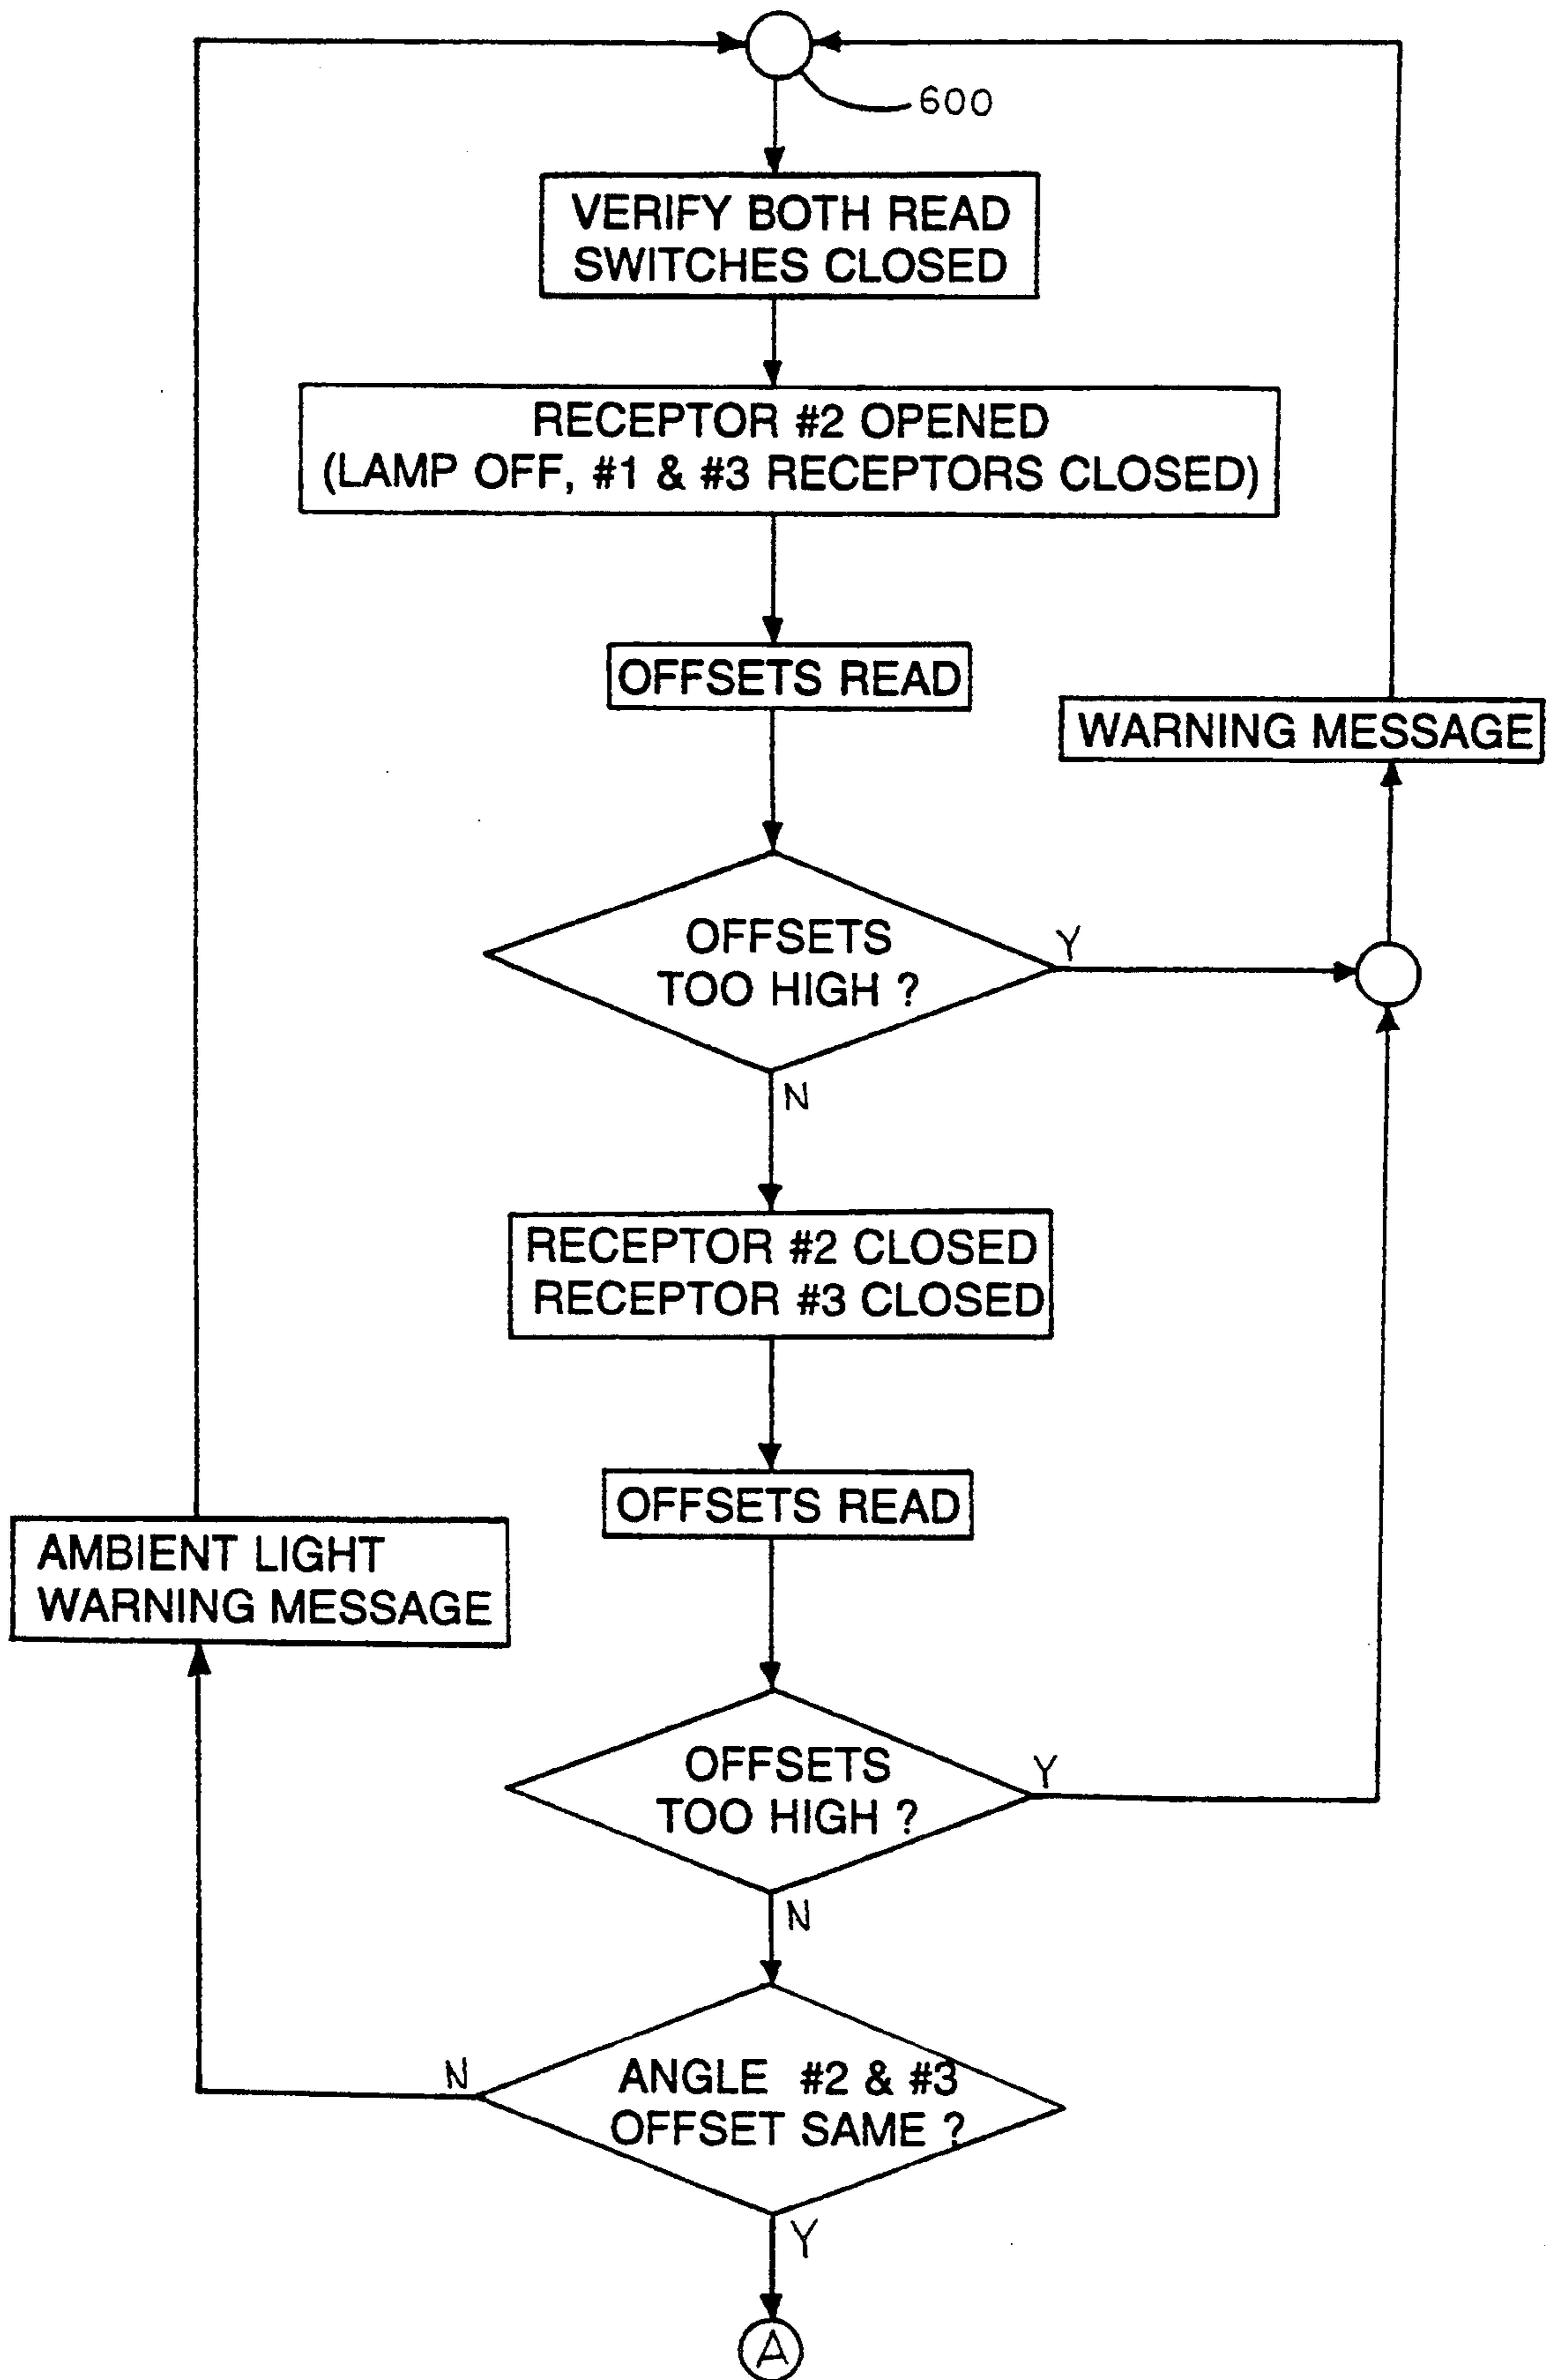 600
VERIFY BOTH READ
SWITCHES CLOSED
RECEPTOR #2 OPENED
(LAMP OFF, #1 & #3 RECEPTORS CLOSED)
OFFSETS READ
WARNING MESSAGE
OFFSETS
TOO HIGH ?
Y
N
RECEPTOR #2 CLOSED
RECEPTOR #3 CLOSED
OFFSETS READ
AMBIENT LIGHT
WARNING MESSAGE
OFFSETS
TOO HIGH ?
Y
N
N
ANGLE #2 & #3
OFFSET SAME ?
Y
A